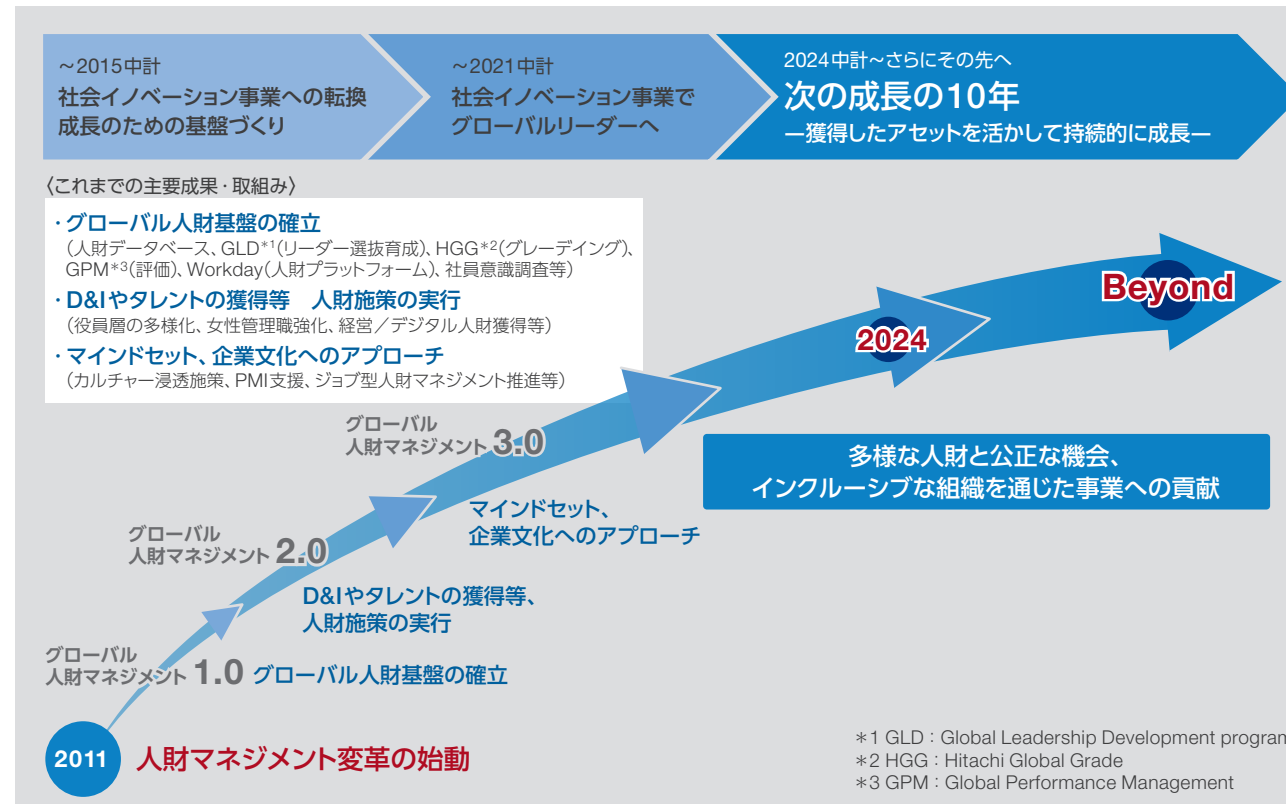 ～2015中計
社会イノベーション事業への転換
成長のための基盤づくり
～2021中計
社会イノベーション事業で
グローバルリーダーへ
2024中計～さらにその先へ
次の成長の10年
―獲得したアセットを活かして持続的に成長―
〈これまでの主要成果・取組み〉
・グローバル人財基盤の確立
（人財データベース、GLD*1（リーダー選抜育成）、HGG*2（グレーデイング）、
GPM*3（評価）、Workday（人財プラットフォーム）、社員意識調査等）
・D&Iやタレントの獲得等　人財施策の実行
（役員層の多様化、女性管理職強化、経営／デジタル人財獲得等）
・マインドセット、企業文化へのアプローチ
（カルチャー浸透施策、PMI支援、ジョブ型人財マネジメント推進等）
Beyond
2024
グローバル
人財マネジメント 3.0
多様な人財と公正な機会、
インクルーシブな組織を通じた事業への貢献
マインドセット、
企業文化へのアプローチ
グローバル
人財マネジメント 2.0
D&Iやタレントの獲得等、
人財施策の実行
グローバル
人財マネジメント 1.0 グローバル人財基盤の確立
2011 人財マネジメント変革の始動
*1 GLD：Global Leadership Development program
*2 HGG：Hitachi Global Grade
*3 GPM：Global Performance Management